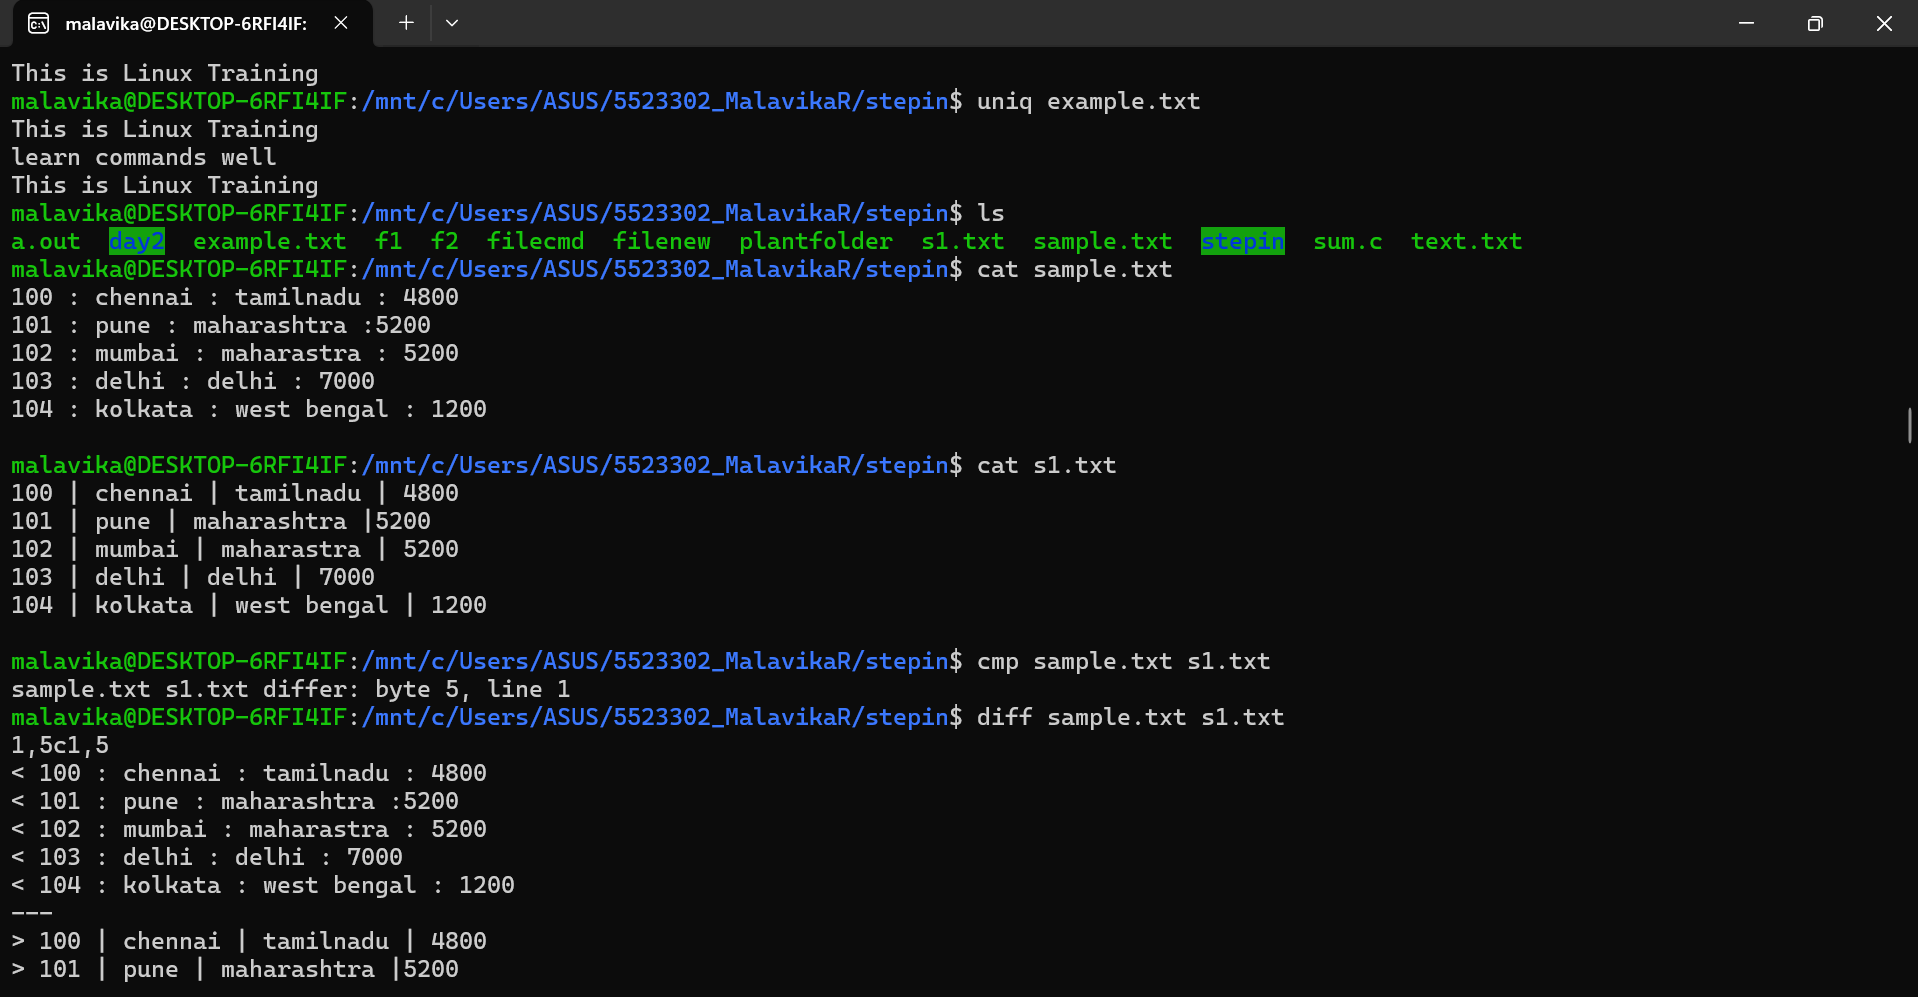 malavika@DESKTOP-6RFI4IF:
This is Linux Training
malavika@DESKTOP-6RFI4IF:/mnt/c/Users/ASUS/5523302_MalavikaR/stepin$ uniq example.txt
This is Linux Training
learn commands well
This is Linux Training
malavika@DESKTOP-6RFI4IF:/mnt/c/Users/ASUS/5523302_MalavikaR/stepin$ ls
a.out  day2  example.txt  f1  f2  filecmd  filenew  plantfolder  s1.txt  sample.txt  stepin  sum.c  text.txt
malavika@DESKTOP-6RFI4IF:/mnt/c/Users/ASUS/5523302_MalavikaR/stepin$ cat sample.txt
100 : chennai : tamilnadu : 4800
101 : pune : maharashtra :5200
102 : mumbai : maharastra : 5200
103 : delhi : delhi : 7000
104 : kolkata : west bengal : 1200
malavika@DESKTOP-6RFI4IF:/mnt/c/Users/ASUS/5523302_MalavikaR/stepin$ cat s1.txt
100 | chennai | tamilnadu | 4800
101 | pune | maharashtra |5200
102 | mumbai | maharastra | 5200
103 | delhi | delhi | 7000
104 | kolkata | west bengal | 1200
malavika@DESKTOP-6RFI4IF:/mnt/c/Users/ASUS/5523302_MalavikaR/stepin$ cmp sample.txt s1.txt
sample.txt s1.txt differ: byte 5, line 1
malavika@DESKTOP-6RFI4IF:/mnt/c/Users/ASUS/5523302_MalavikaR/stepin$ diff sample.txt s1.txt
1,5c1,5
< 100 : chennai : tamilnadu : 4800
< 101 : pune : maharashtra :5200
< 102 : mumbai : maharastra : 5200
< 103 : delhi : delhi : 7000
< 104 : kolkata : west bengal : 1200
---
> 100 | chennai | tamilnadu | 4800
> 101 | pune | maharashtra |5200